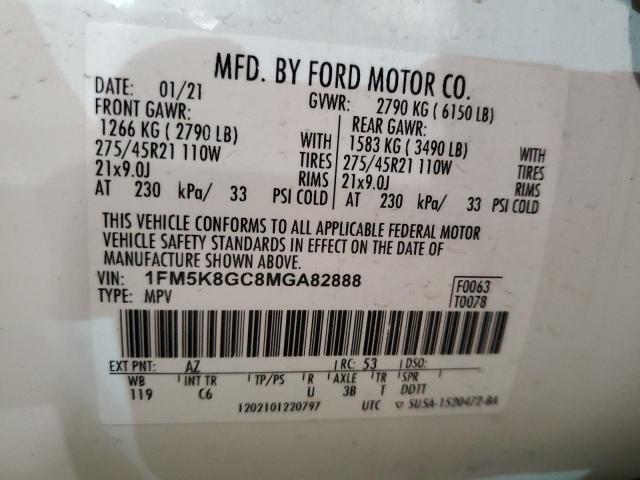 MFD. BY FORD MOTOR CO.
DATE: 01/21 GVWR: 2790 KG ( 6150 LB)
FRONT GAWR: REAR GAWR:
1266 KG ( 2790 LB) WITH 1583 KG ( 3490 LB) WITH
275/45R21 110W TIRES 275/45R21 110W TIRES
21x9.0J RIMS 21x9.0J RIMS
AT 230 kPa/ 33 PSI COLD AT 230 kPa/ 33 PSI COLD
THIS VEHICLE CONFORMS TO ALL APPLICABLE FEDERAL MOTOR
VEHICLE SAFETY STANDARDS IN EFFECT ON THE DATE OF
MANUFACTURE SHOWN ABOVE.
VIN: 1FM5K8GC8MGA82888 F0063
TYPE: MPV T0078
EXT PNT: AZ RC: 53 DSO:
WB INT TR TP/PS R AXLE TR SPR
119 C6 U 3B T DDTT
1202101220797 UTC ▽ 5U5A-1520472-BA